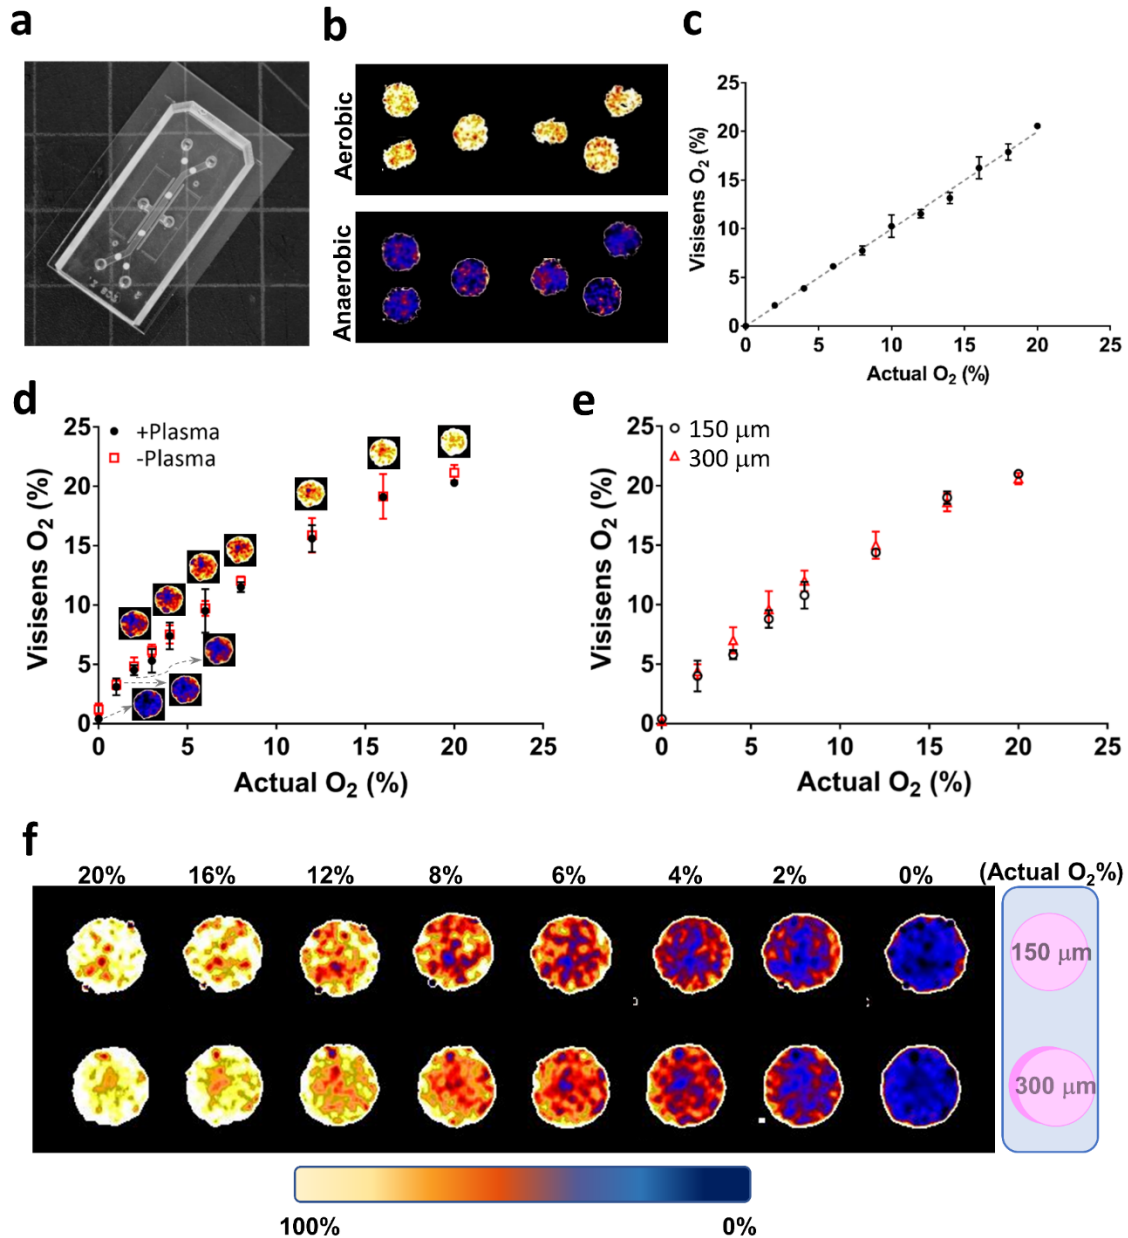 a
b
c
Aerobic
Anaerobic
25
20
15
10
5
0
0 5 10 15 20 25
Visisens O2 (%)
Actual O2 (%)
d
+Plasma
-Plasma
25
20
15
10
5
0
0 5 10 15 20 25
Visisens O2 (%)
Actual O2 (%)
e
150 μm
300 μm
25
20
15
10
5
0
0 5 10 15 20 25
Visisens O2 (%)
Actual O2 (%)
f
20% 16% 12% 8% 6% 4% 2% 0% (Actual O2%)
150 μm
300 μm
100% 0%